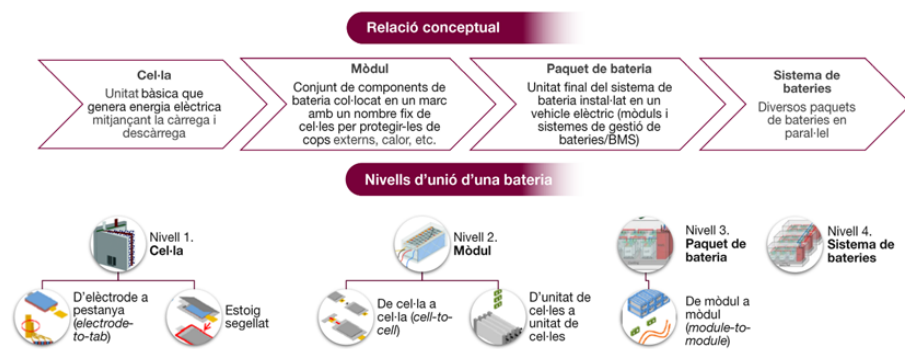 Relació conceptual
Cel·la
Unitat bàsica que
genera energia elèctrica
mitjançant la càrrega i
descàrrega
Mòdul
Conjunt de components de
bateria col·locat en un marc
amb un nombre fix de
cel·les per protegir-les de
cops externs, calor, etc.
Paquet de bateria
Unitat final del sistema de
bateria instal·lat en un
vehicle elèctric (mòduls i
sistemes de gestió de
bateries/BMS)
Sistema de
bateries
Diversos paquets
de bateries en
paral·lel
Nivells d'unió d'una bateria
Nivell 1.
Cel·la
D'elèctrode a
pestanya
(electrode-
to-tab)
Estoig
segellat
Nivell 2.
Mòdul
De cel·la a
cel·la (cell-to-
cell)
D'unitat de
cel·les a
unitat de
cel·les
Nivell 3.
Paquet de
bateria
De mòdul a
mòdul
(module-to-
module)
Nivell 4.
Sistema de
bateries